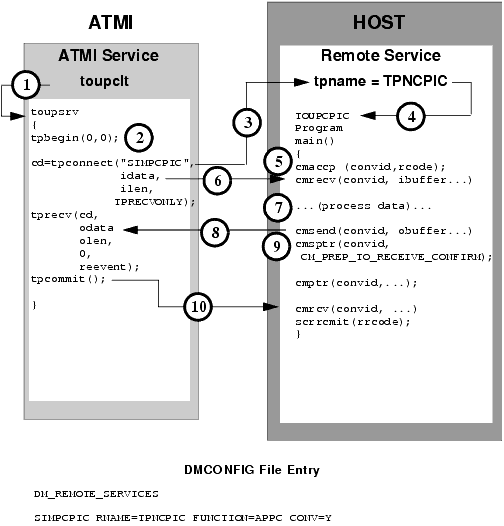 ATMI
HOST
ATMI Service
toupclt
Remote Service
tpname = TPNCPIC
1
toupsrv
{
tpbegin(0,0);
2
cd=tpconnect("SIMPCPIC",
idata,
ilen,
TPRECVONLY);
tprecv(cd,
odata
olen,
0,
reevent);
tpcommit();
}
3
4
TOUPCPIC
Program
main()
{
5
cmaccp (convid,rcode);
6
cmrecv(convid, ibuffer...)
7
...(process data)...
8
cmsend(convid, obuffer...)
9
cmsptr(convid,
CM_PREP_TO_RECEIVE_CONFIRM);
cmptr(convid,...);
10
cmrcv(convid, ...)
scrrcmit(rrcode);
}
DMCONFIG File Entry
DM_REMOTE_SERVICES
SIMPCPIC RNAME=TPNCPIC FUNCTION=APPC CONV=Y